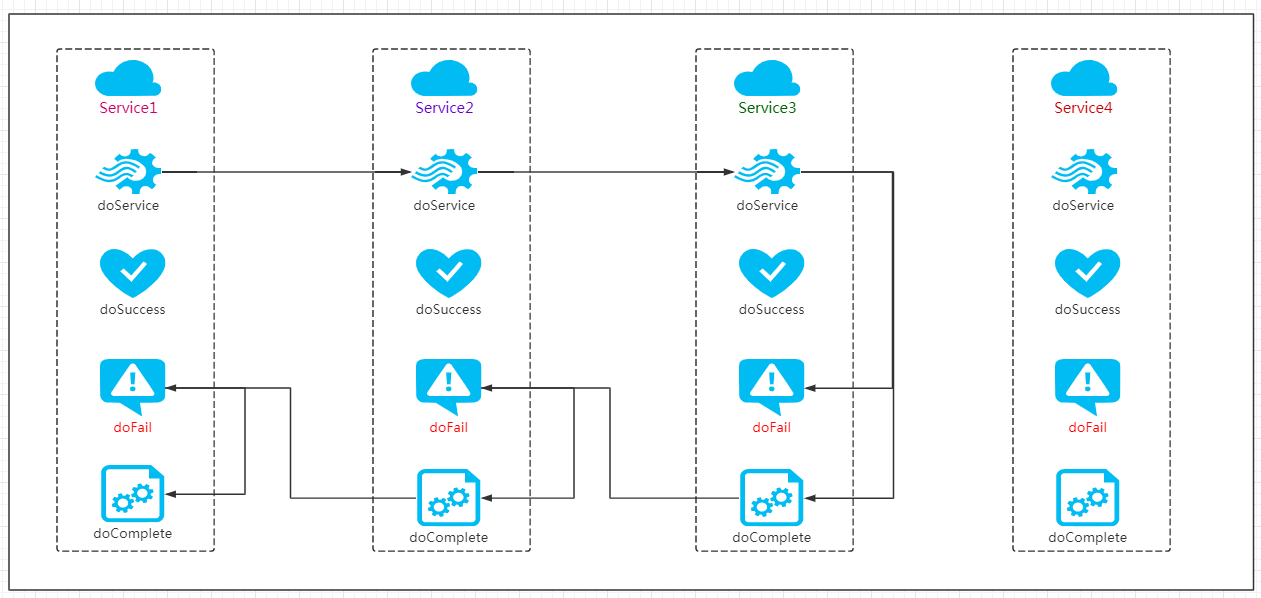 Service1
doService
doSuccess
doFail
doComplete
Service2
doService
doSuccess
doFail
doComplete
Service3
doService
doSuccess
doFail
doComplete
Service4
doService
doSuccess
doFail
doComplete